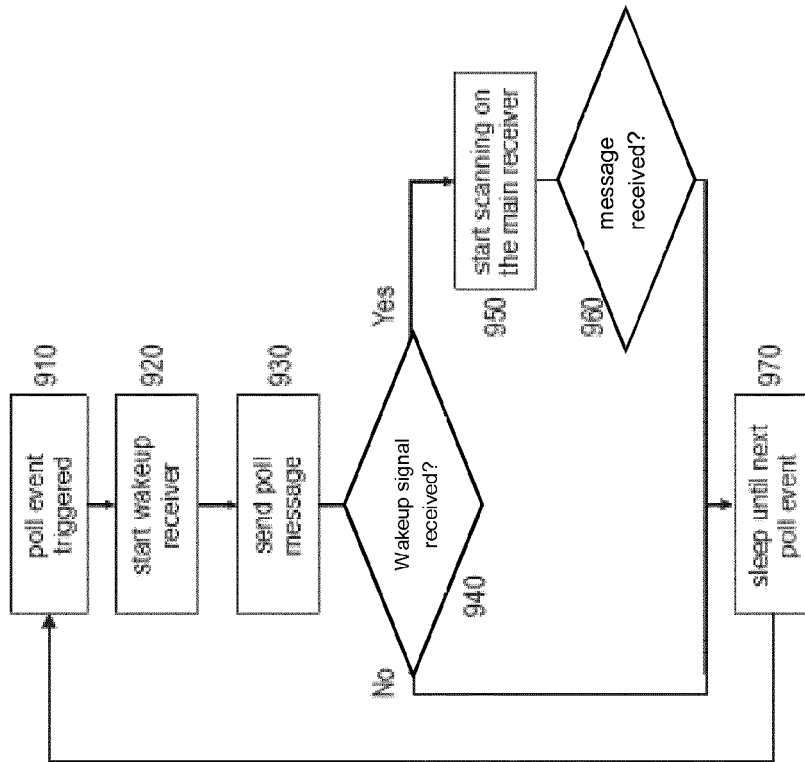 poll event
triggered
910
start wakeup
receiver
920
send poll
message
930
Wakeup signal
received?
940
No
Yes
start scanning on
the main receiver
950
message
received?
960
sleep until next
poll event
970